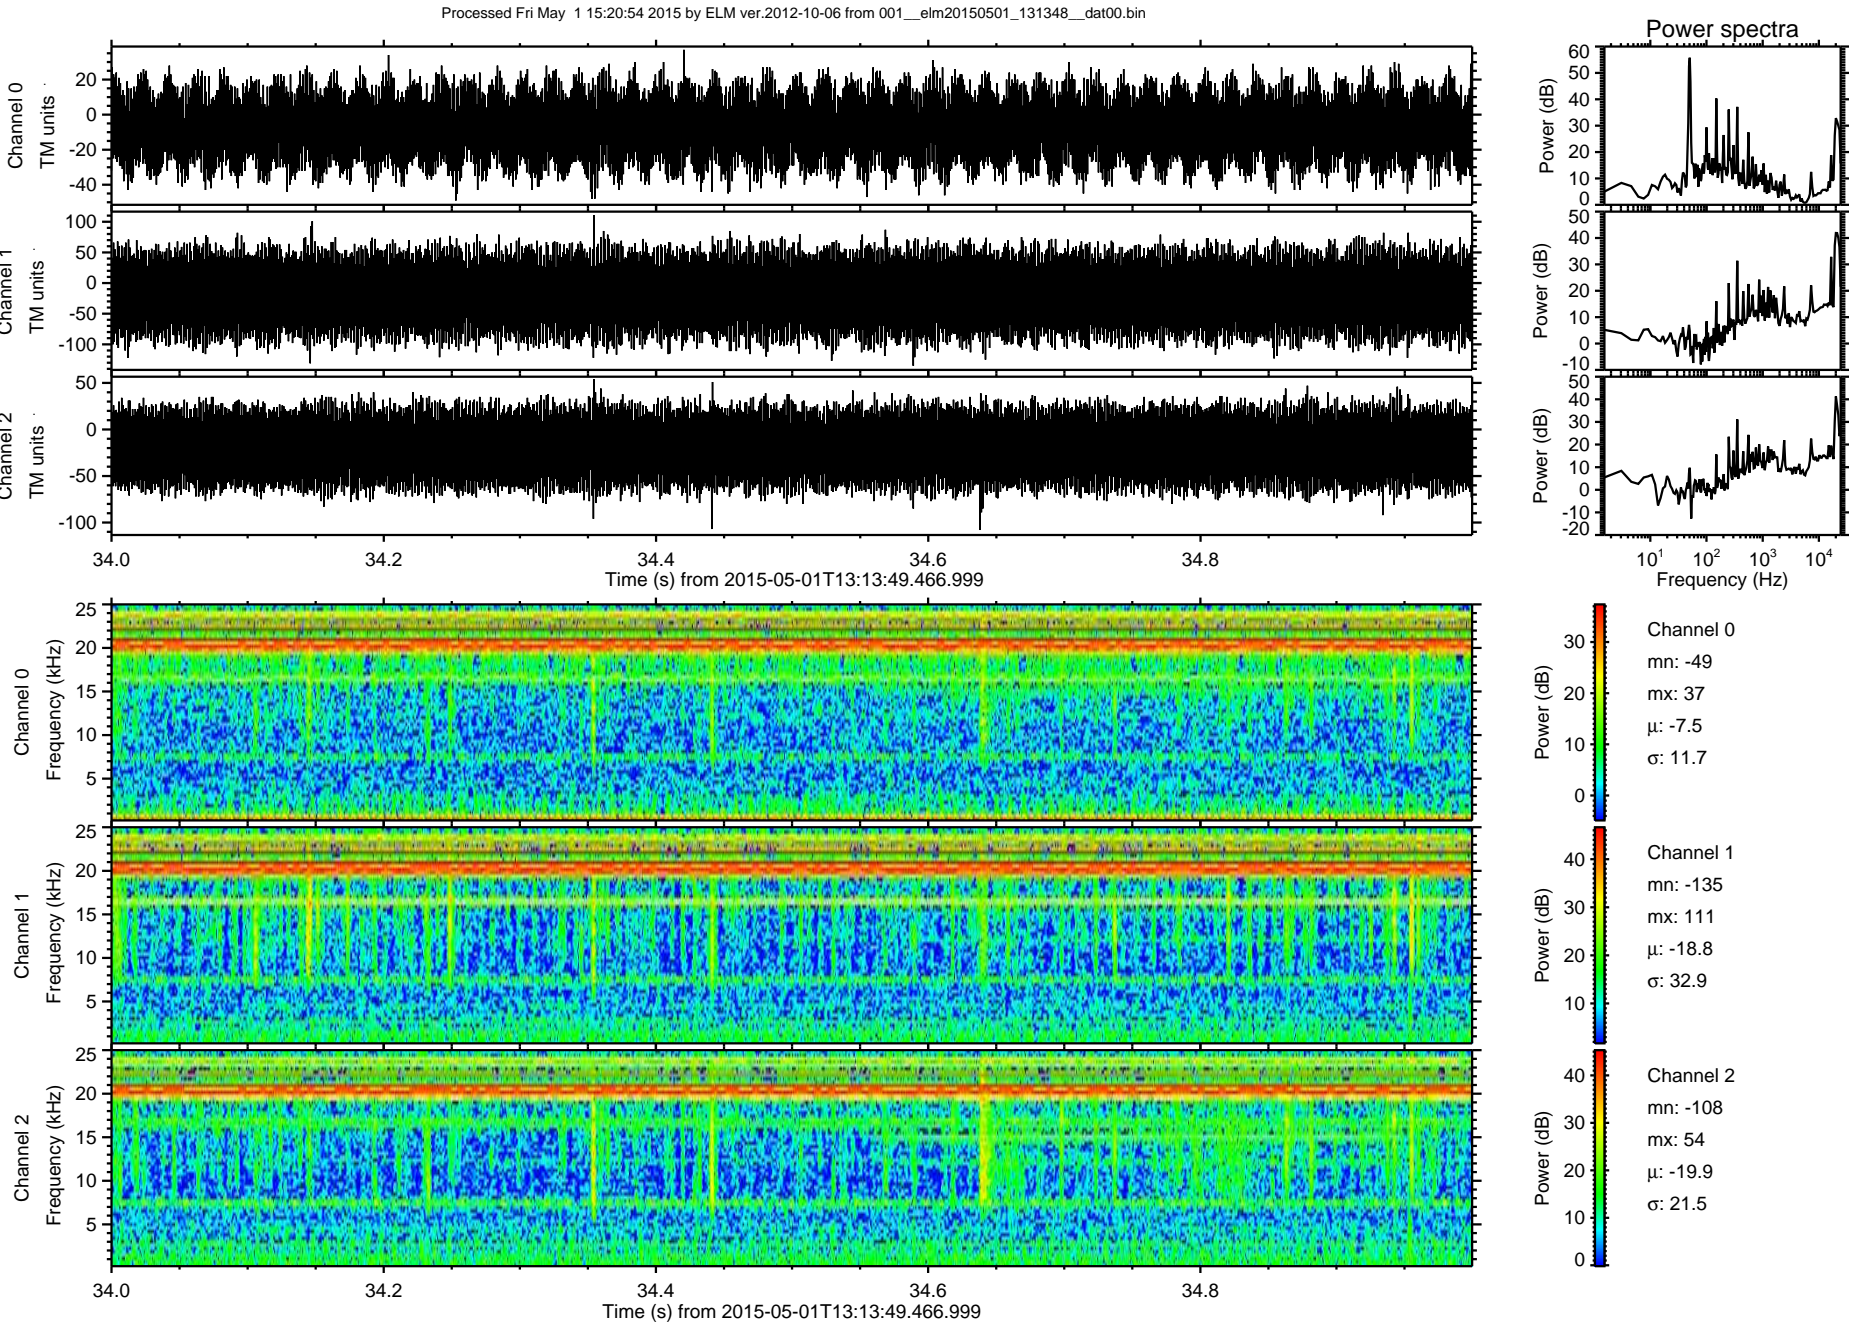 Processed Fri May  1 15:20:54 2015 by ELM ver.2012-10-06 from 001__elm20150501_131348__dat00.bin
Power spectra
Channel 0
TM units
20
0
-20
-40
Power (dB)
60
50
40
30
20
10
0
Channel 1
TM units
100
50
0
-50
-100
Power (dB)
50
40
30
20
10
0
-10
Channel 2
TM units
50
0
-50
-100
Power (dB)
50
40
30
20
10
0
-10
-20
34.0 34.2 34.4 34.6 34.8
Time (s) from 2015-05-01T13:13:49.466.999
10^1 10^2 10^3 10^4
Frequency (Hz)
Channel 0
Frequency (kHz)
25
20
15
10
5
Power (dB)
30
20
10
0
Channel 0
mn: -49
mx: 37
μ: -7.5
σ: 11.7
Channel 1
Frequency (kHz)
25
20
15
10
5
Power (dB)
40
30
20
10
Channel 1
mn: -135
mx: 111
μ: -18.8
σ: 32.9
Channel 2
Frequency (kHz)
25
20
15
10
5
Power (dB)
40
30
20
10
0
Channel 2
mn: -108
mx: 54
μ: -19.9
σ: 21.5
34.0 34.2 34.4 34.6 34.8
Time (s) from 2015-05-01T13:13:49.466.999